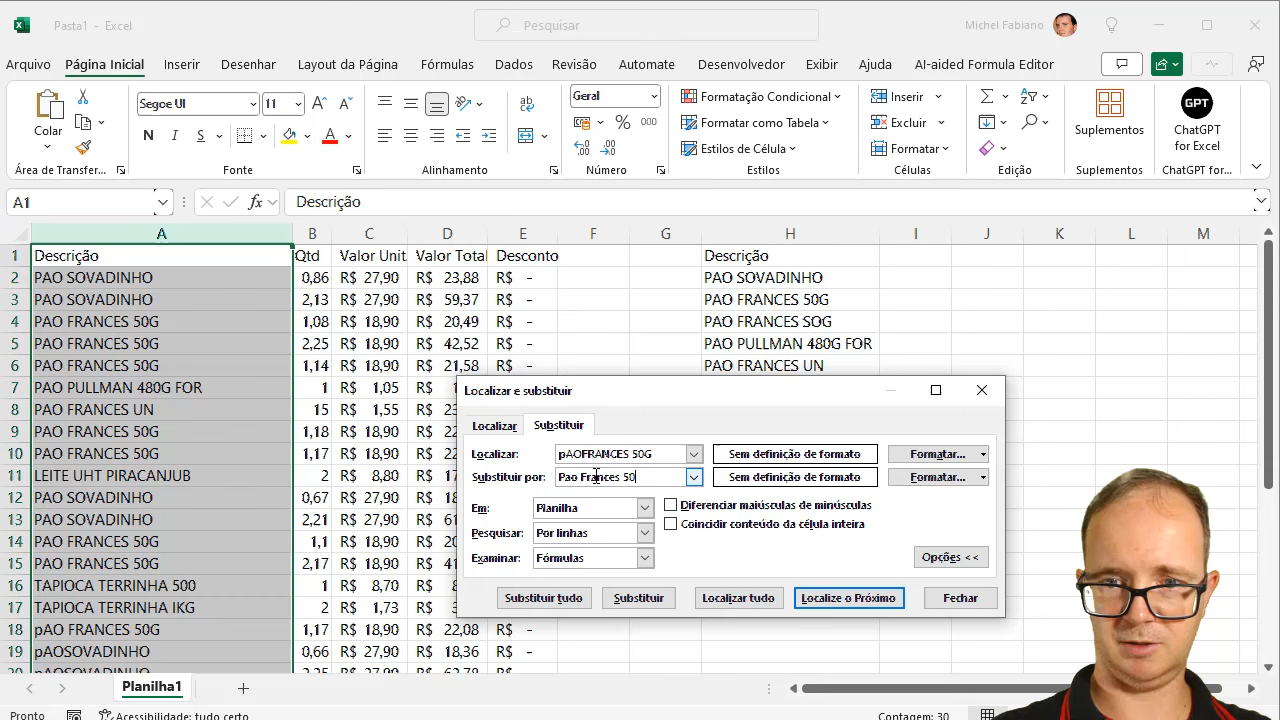 Pasta1 - Excel
Pesquisar
Michel Fabiano
Arquivo Página Inicial Inserir Desenhar Layout da Página Fórmulas Dados Revisão Automate Desenvolvedor Exibir Ajuda AI-aided Formula Editor
Colar
Área de Transfer...
Segoe UI 11
N I S
Fonte
ab
Alinhamento
Geral
% 000
Número
Formatação Condicional
Formatar como Tabela
Estilos de Célula
Estilos
Inserir
Excluir
Formatar
Células
Edição
Suplementos
Suplementos
GPT
ChatGPT
for Excel
ChatGPT for...
A1 fx Descrição
A B C D E F G H I J K L M
1 Descrição Qtd Valor Unit Valor Total Desconto Descrição
2 PAO SOVADINHO 0,86 R$ 27,90 R$ 23,88 R$ - PAO SOVADINHO
3 PAO SOVADINHO 2,13 R$ 27,90 R$ 59,37 R$ - PAO FRANCES 50G
4 PAO FRANCES 50G 1,08 R$ 18,90 R$ 20,49 R$ - PAO FRANCES SOG
5 PAO FRANCES 50G 2,25 R$ 18,90 R$ 42,52 R$ - PAO PULLMAN 480G FOR
6 PAO FRANCES 50G 1,14 R$ 18,90 R$ 21,58 R$ - PAO FRANCES UN
7 PAO PULLMAN 480G FOR 1 R$ 1,05 R$
8 PAO FRANCES UN 15 R$ 1,55 R$
9 PAO FRANCES 50G 1,18 R$ 18,90 R$
10 PAO FRANCES 50G 1,17 R$ 18,90 R$
11 LEITE UHT PIRACANJUB 2 R$ 8,80 R$
12 PAO SOVADINHO 0,67 R$ 27,90 R$
13 PAO SOVADINHO 2,21 R$ 27,90 R$
14 PAO FRANCES 50G 1,1 R$ 18,90 R$
15 PAO FRANCES 50G 2,17 R$ 18,90 R$
16 TAPIOCA TERRINHA 500 1 R$ 8,70 R$
17 TAPIOCA TERRINHA IKG 2 R$ 1,73 R$
18 pAO FRANCES 50G 1,17 R$ 18,90 R$ 22,08 R$ -
19 pAOSOVADINHO 0,66 R$ 27,90 R$ 18,36 R$ -
Localizar e substituir
Localizar Substituir
Localizar: pAOFRANCES 50G Sem definição de formato Formatar...
Substituir por: Pao Frances 50 Sem definição de formato Formatar...
Em: Planilha Diferenciar maiúsculas de minúsculas
Pesquisar: Por linhas Coincidir conteúdo da célula inteira
Examinar: Fórmulas Opções <<
Substituir tudo Substituir Localizar tudo Localize o Próximo Fechar
Planilha1
Pronto Acessibilidade: tudo certo Contagem: 30